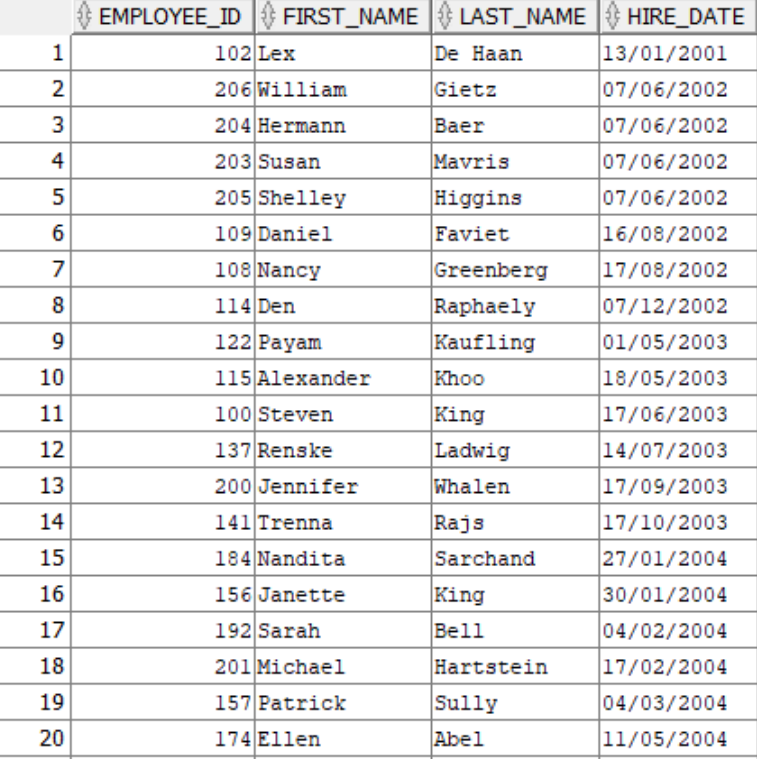 EMPLOYEE_ID FIRST_NAME LAST_NAME HIRE_DATE
1 102 Lex De Haan 13/01/2001
2 206 William Gietz 07/06/2002
3 204 Hermann Baer 07/06/2002
4 203 Susan Mavris 07/06/2002
5 205 Shelley Higgins 07/06/2002
6 109 Daniel Faviet 16/08/2002
7 108 Nancy Greenberg 17/08/2002
8 114 Den Raphaely 07/12/2002
9 122 Payam Kaufling 01/05/2003
10 115 Alexander Khoo 18/05/2003
11 100 Steven King 17/06/2003
12 137 Renske Ladwig 14/07/2003
13 200 Jennifer Whalen 17/09/2003
14 141 Trenna Rajs 17/10/2003
15 184 Nandita Sarchand 27/01/2004
16 156 Janette King 30/01/2004
17 192 Sarah Bell 04/02/2004
18 201 Michael Hartstein 17/02/2004
19 157 Patrick Sully 04/03/2004
20 174 Ellen Abel 11/05/2004